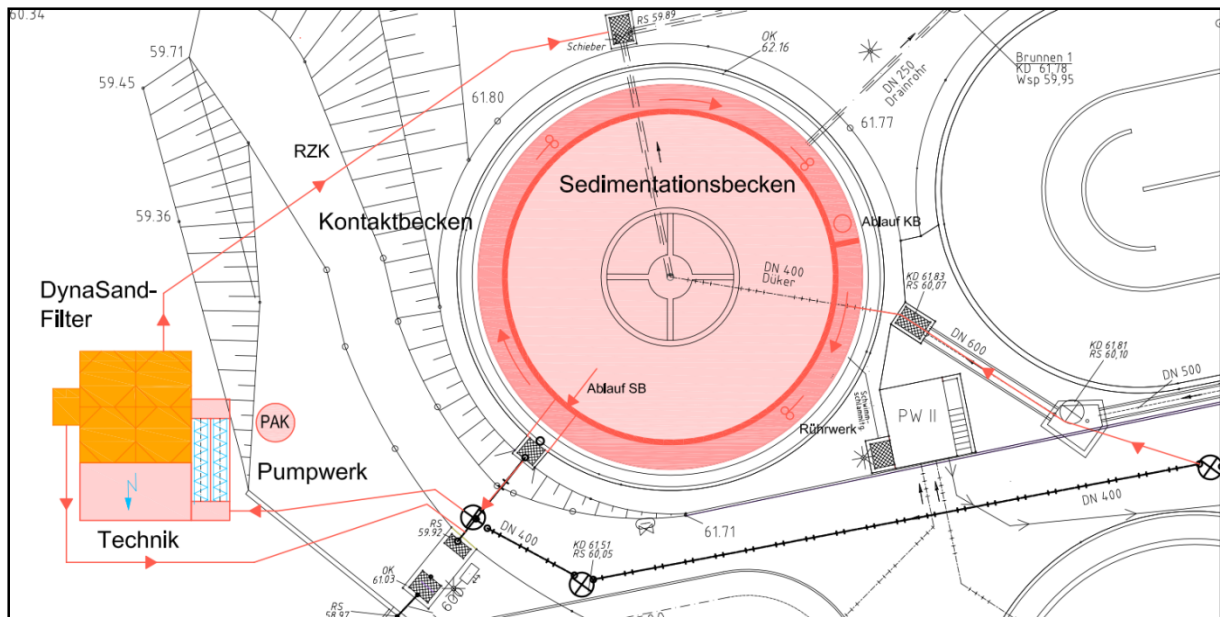 60.34
59.71
59.45
59.36
RZK
61.80
Schieber
RS 59.89
OK
62.16
DN 250
Drainrohr
61.77
Brunnen 1
KD 61,78
Wsp 59,95
Kontaktbecken
Sedimentationsbecken
Ablauf KB
DN 400
Düker
KD 61,83
RS 60,07
DN 600
KD 61,81
RS 60,10
DN 500
DynaSand-
Filter
PAK
Pumpwerk
Technik
Ablauf SB
Rührwerk
Schwimm-
schlammtg.
PW II
DN 400
RS
59.92
DN 400
KD 61,51
RS 60,05
61.71
OK
61.03
600
RS
58.97